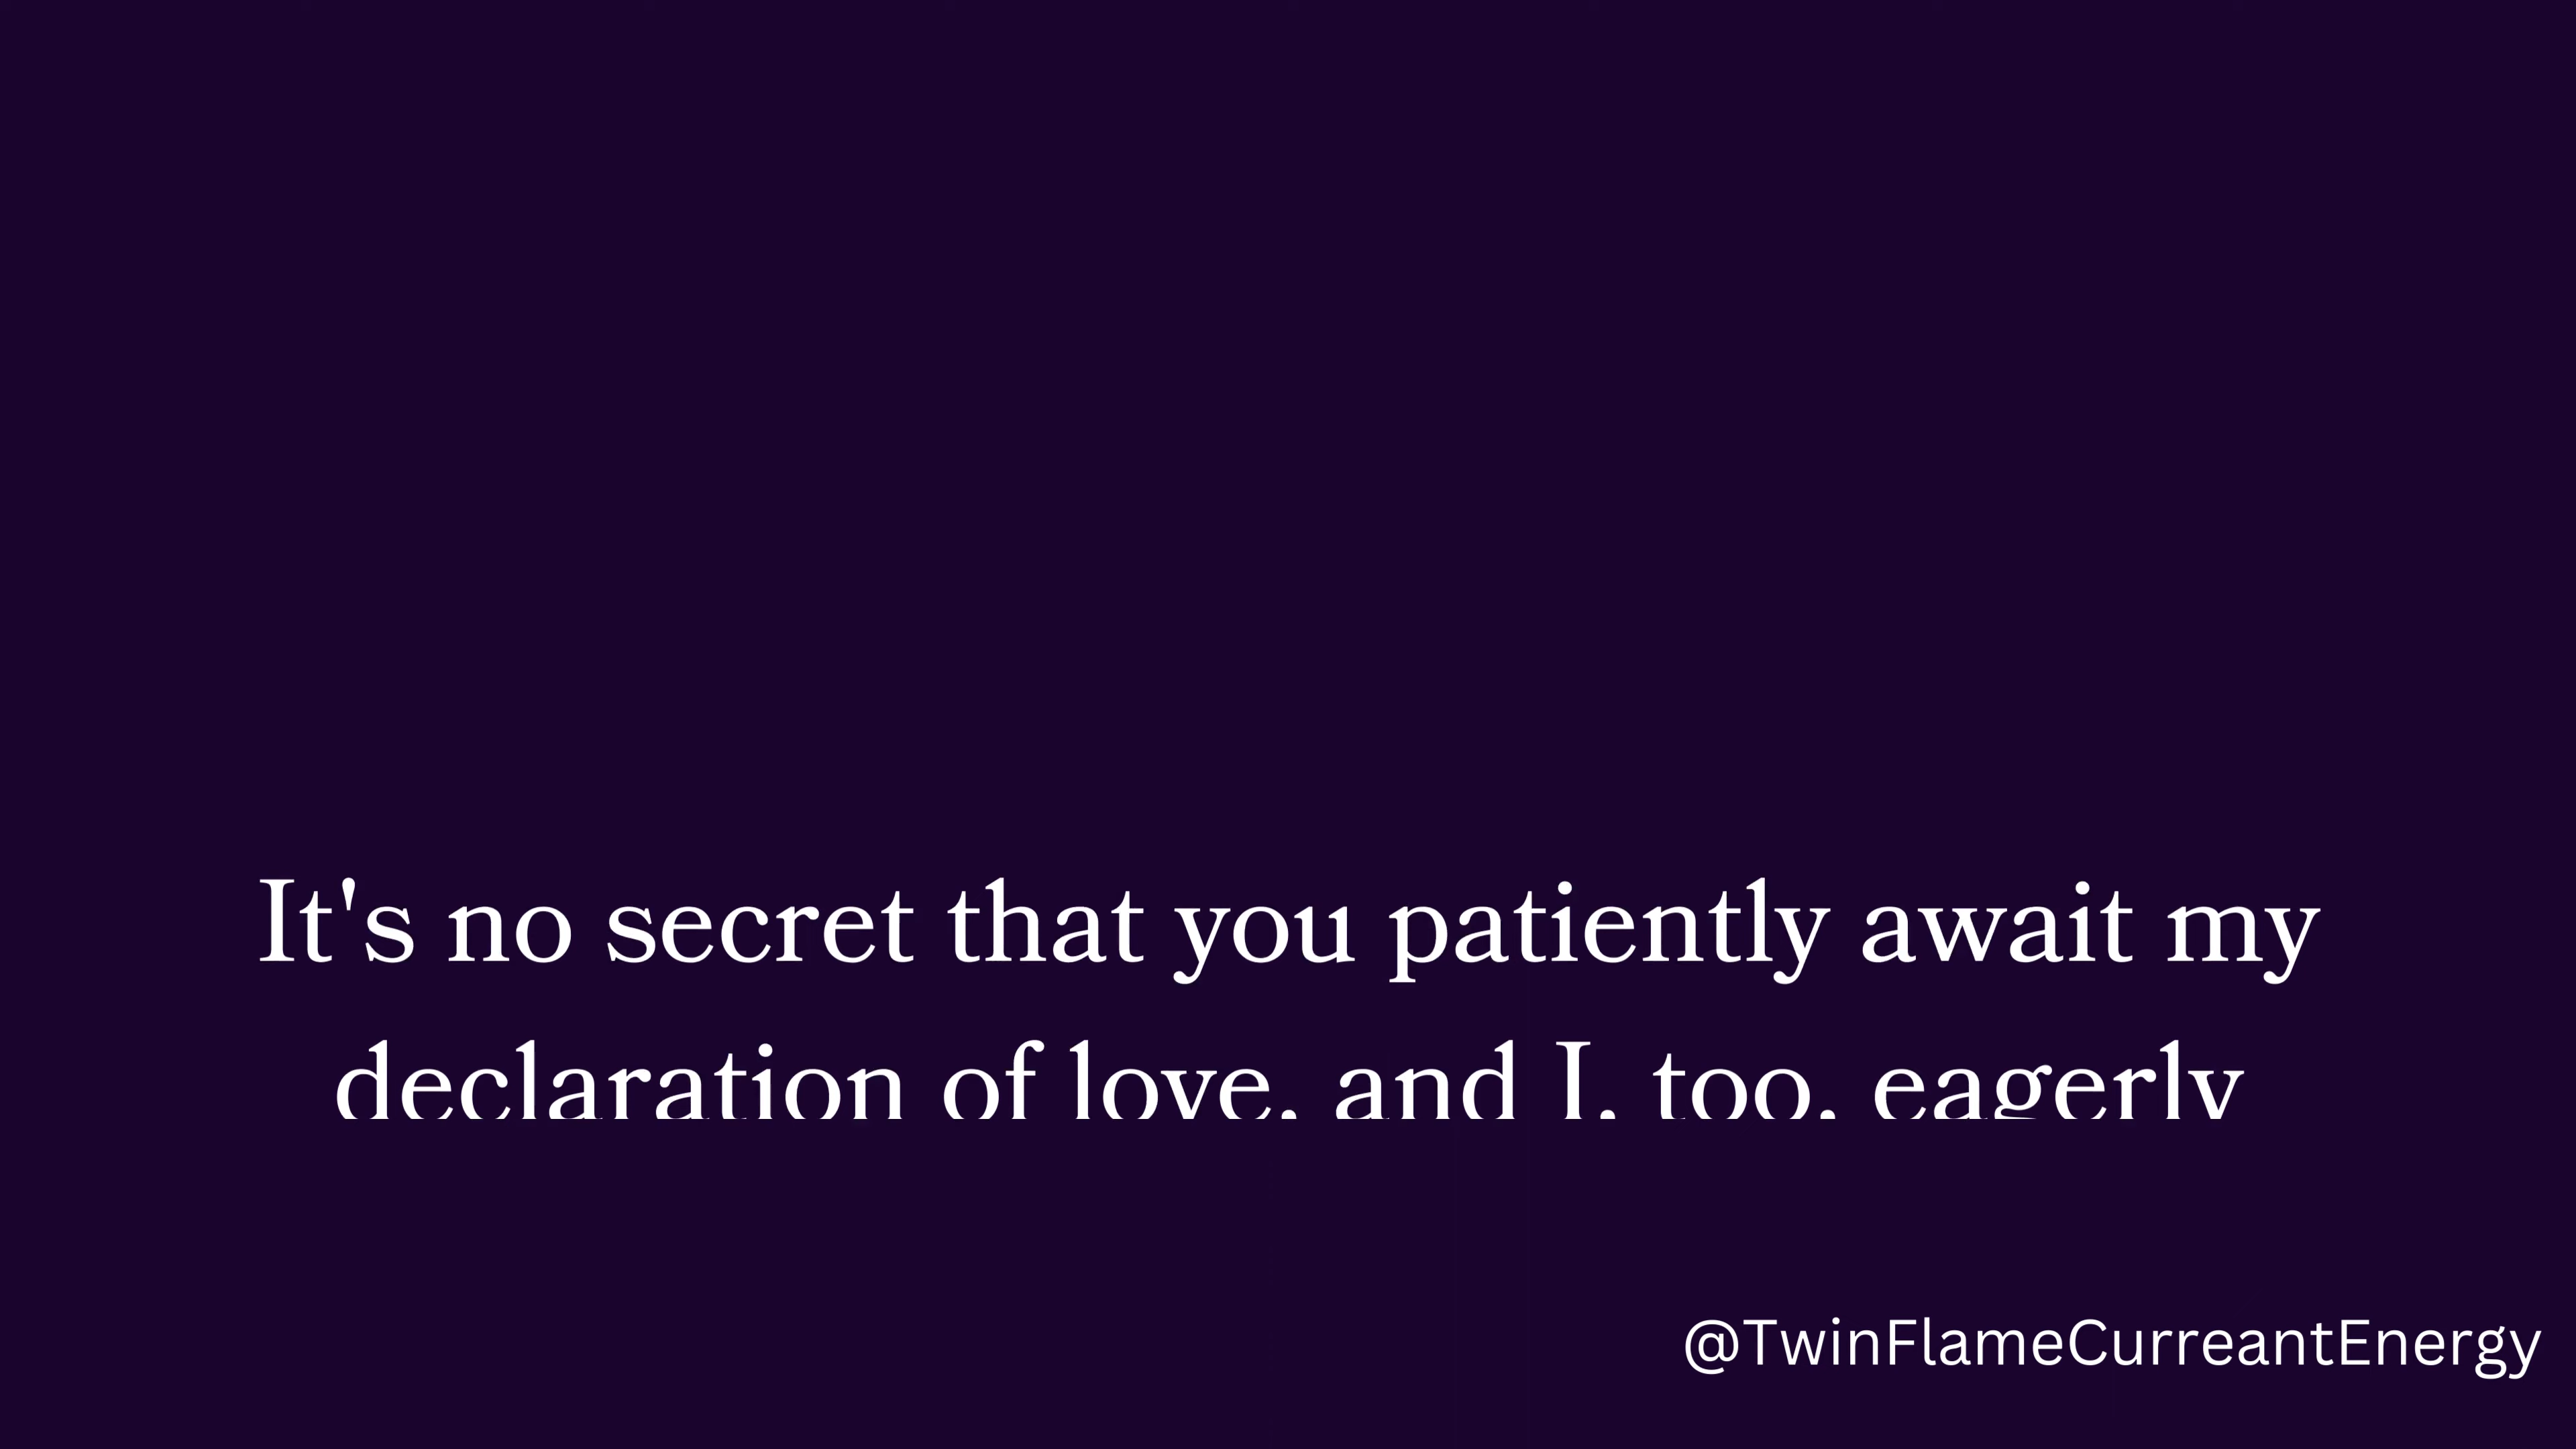 It's no secret that you patiently await my
declaration of love, and I, too, eagerly
@TwinFlameCurreantEnergy